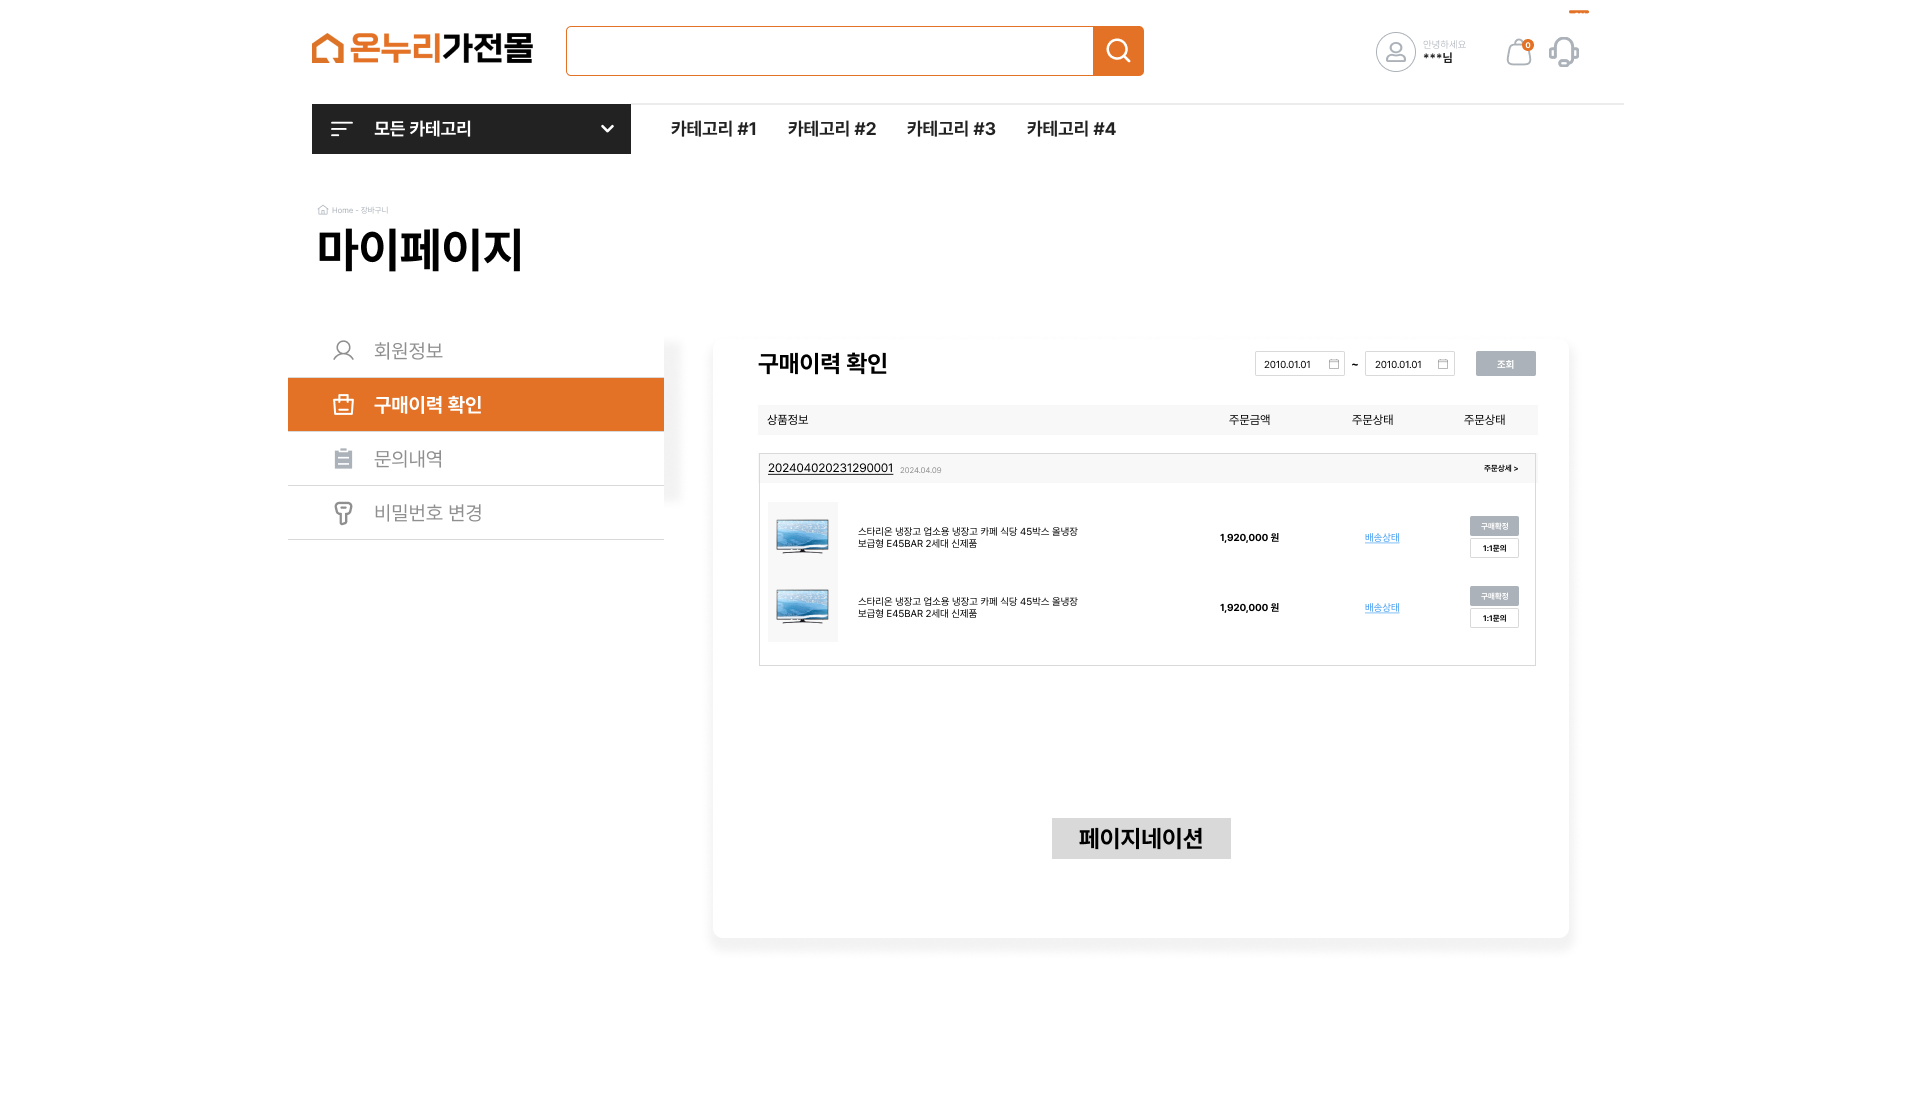 온누리가전몰
안녕하세요
***님
0
모든 카테고리
카테고리 #1
카테고리 #2
카테고리 #3
카테고리 #4
Home - 장바구니
마이페이지
회원정보
구매이력 확인
문의내역
비밀번호 변경
구매이력 확인
2010.01.01 ~ 2010.01.01 조회
상품정보 주문금액 주문상태 주문상태
202404020231290001 2024.04.09 주문상세 >
스타리온 냉장고 업소용 냉장고 카페 식당 45박스 올냉장
보급형 E45BAR 2세대 신제품
1,920,000 원
배송상태
구매확정
1:1문의
스타리온 냉장고 업소용 냉장고 카페 식당 45박스 올냉장
보급형 E45BAR 2세대 신제품
1,920,000 원
배송상태
구매확정
1:1문의
페이지네이션